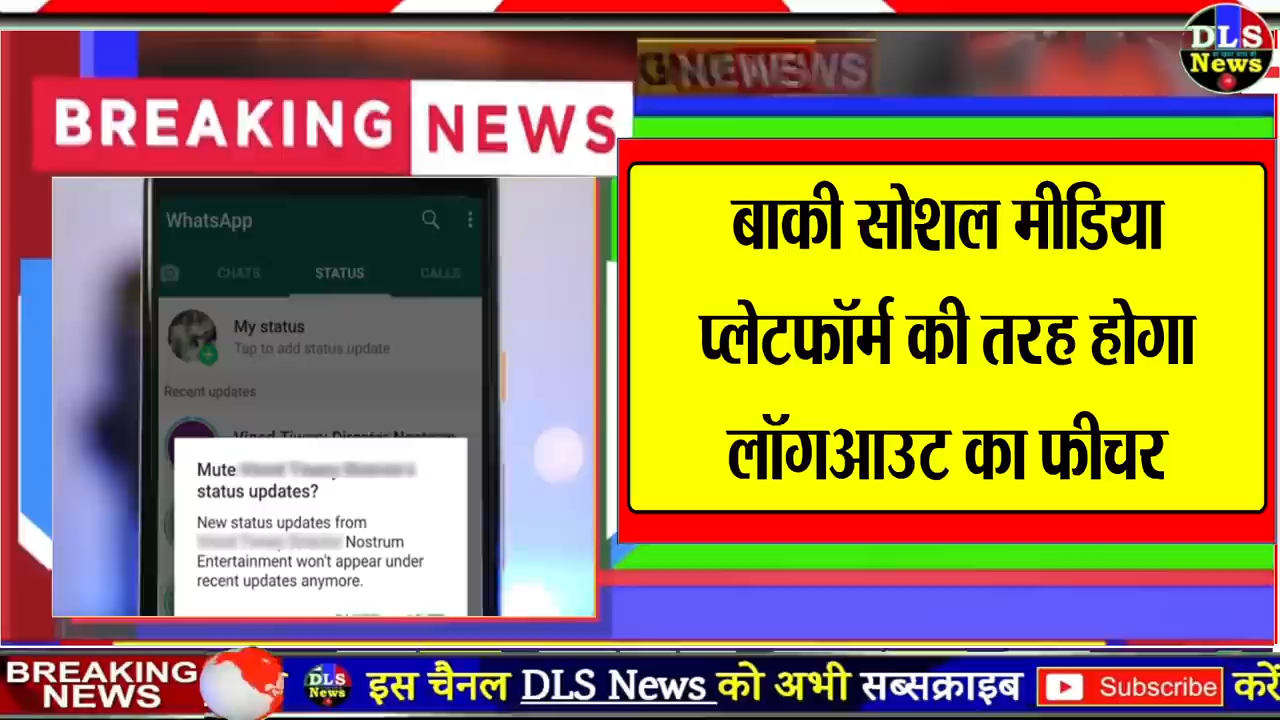 DLS
News
BREAKING NEWS
बाकी सोशल मीडिया
प्लेटफॉर्म की तरह होगा
लॉगआउट का फीचर
WhatsApp
CHATS STATUS CALLS
My status
Tap to add status update
Recent updates
Mute
status updates?
New status updates from
Nostrum
Entertainment won't appear under
recent updates anymore.
BREAKING
NEWS
DLS
News
इस चैनल DLS News को अभी सब्सक्राइब Subscribe करें